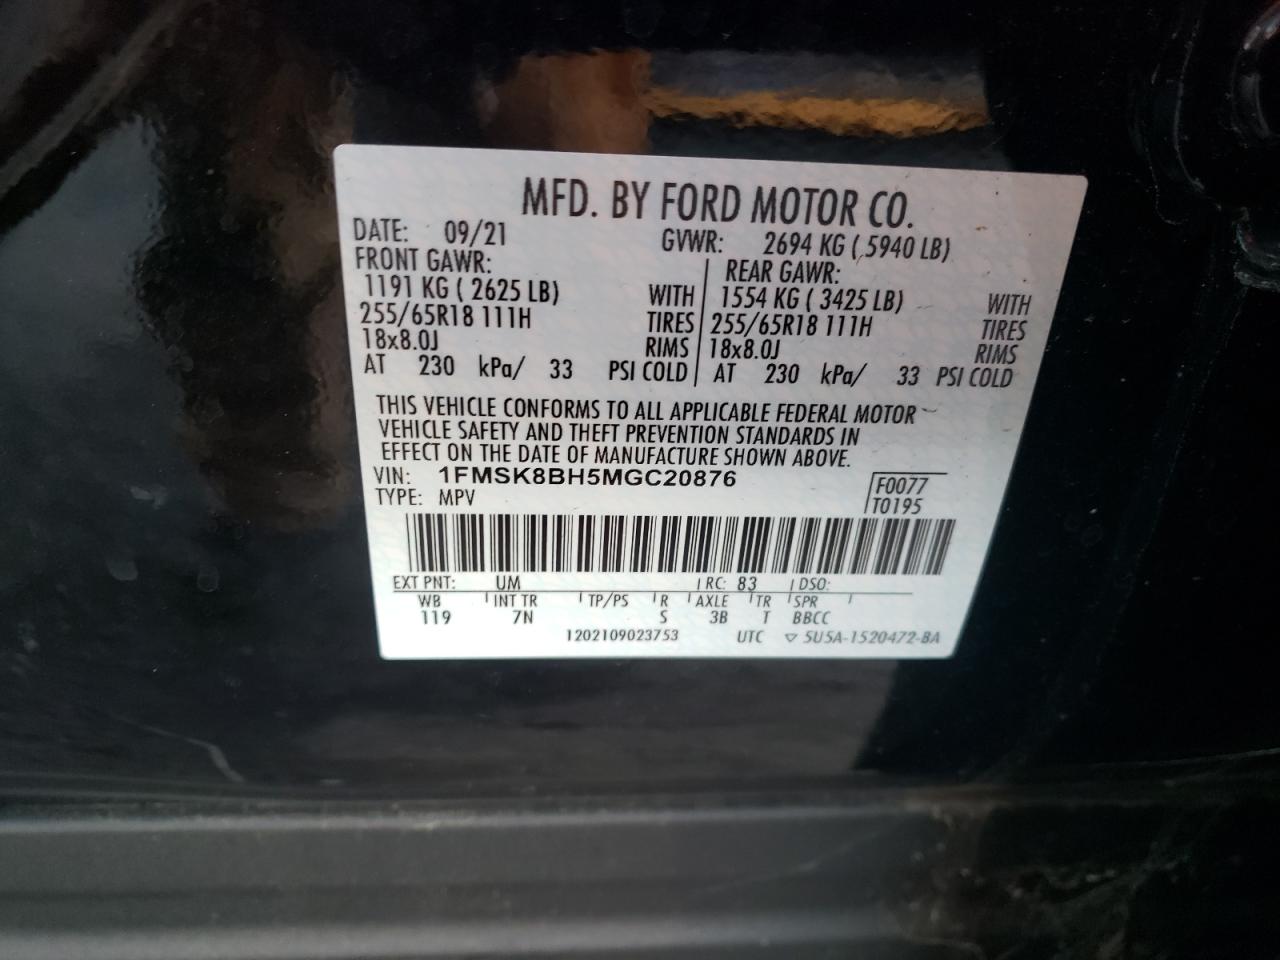 MFD. BY FORD MOTOR CO.
DATE: 09/21 GVWR: 2694 KG ( 5940 LB)
FRONT GAWR: REAR GAWR:
1191 KG ( 2625 LB) WITH 1554 KG ( 3425 LB) WITH
255/65R18 111H TIRES 255/65R18 111H TIRES
18x8.0J RIMS 18x8.0J RIMS
AT 230 kPa/ 33 PSI COLD AT 230 kPa/ 33 PSI COLD
THIS VEHICLE CONFORMS TO ALL APPLICABLE FEDERAL MOTOR
VEHICLE SAFETY AND THEFT PREVENTION STANDARDS IN
EFFECT ON THE DATE OF MANUFACTURE SHOWN ABOVE.
VIN: 1FMSK8BH5MGC20876 F0077
TYPE: MPV T0195
EXT PNT: UM RC: 83 DSO:
WB INT TR TP/PS R AXLE TR SPR
119 7N S 3B T BBCC
1202109023753 UTC ▽ 5U5A-1520472-BA